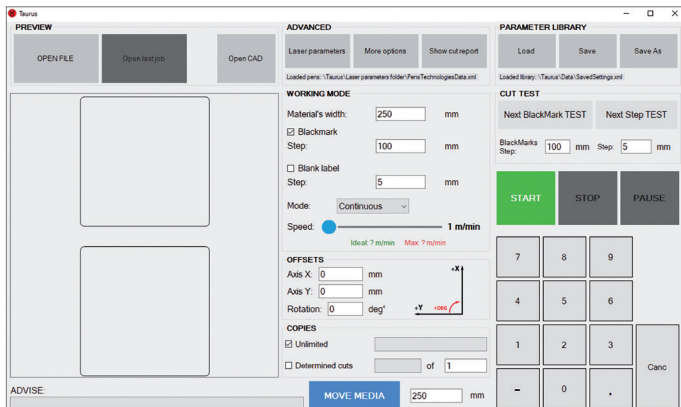 Taurus
PREVIEW
OPEN FILE
Open last job
Open CAD
ADVISE:
ADVANCED
Laser parameters
More options
Show cut report
Loaded pens: \Taurus\Laser parameters folder\PensTechnologiesData.xml
WORKING MODE
Material's width: 250 mm
Blackmark
Step: 100 mm
Blank label
Step: 5 mm
Mode: Continuous
Speed: 1 m/min
Ideal: ? m/min Max: ? m/min
OFFSETS
Axis X: 0 mm
Axis Y: 0 mm
Rotation: 0 deg°
+X
+Y
+DEG
COPIES
Unlimited
Determined cuts of 1
MOVE MEDIA 250 mm
PARAMETER LIBRARY
Load
Save
Save As
Loaded library: \Taurus\Data\SavedSettings.xml
CUT TEST
Next BlackMark TEST
Next Step TEST
BlackMarks
Step: 100 mm Step: 5 mm
START
STOP
PAUSE
7 8 9
4 5 6
1 2 3
Canc
- 0 .